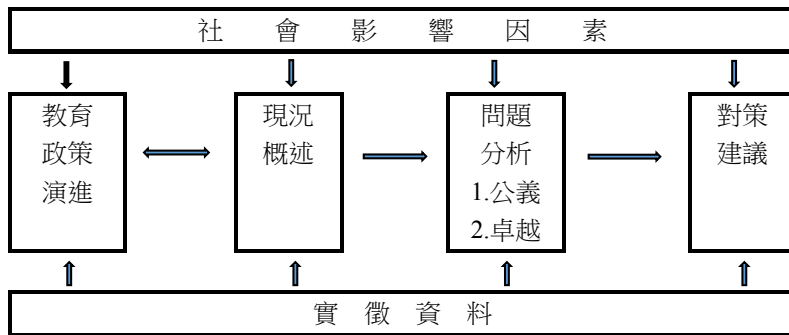 社會影響因素
教育
政策
演進
現況
概述
問題
分析
1.公義
2.卓越
對策
建議
實徵資料